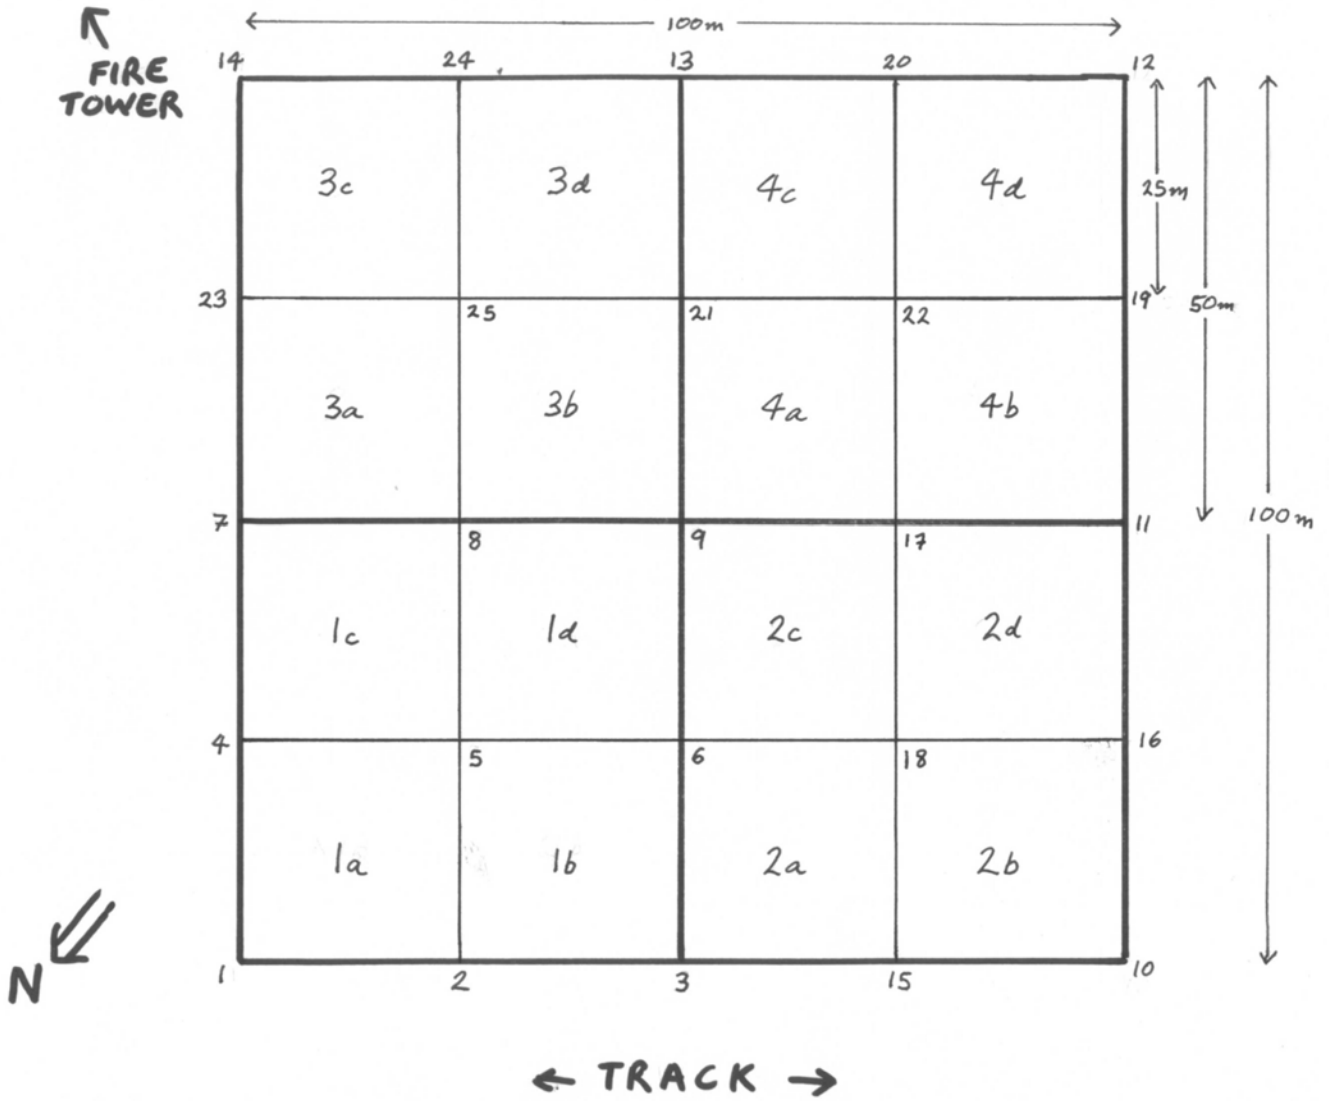 100m
FIRE
TOWER
14 24 13 20 12
3c 3d 4c 4d
25m
23 25 21 22 19
50m
3a 3b 4a 4b
7 8 9 17 11
100m
1c 1d 2c 2d
4 5 6 18 16
1a 1b 2a 2b
N
1 2 3 15 10
← TRACK →